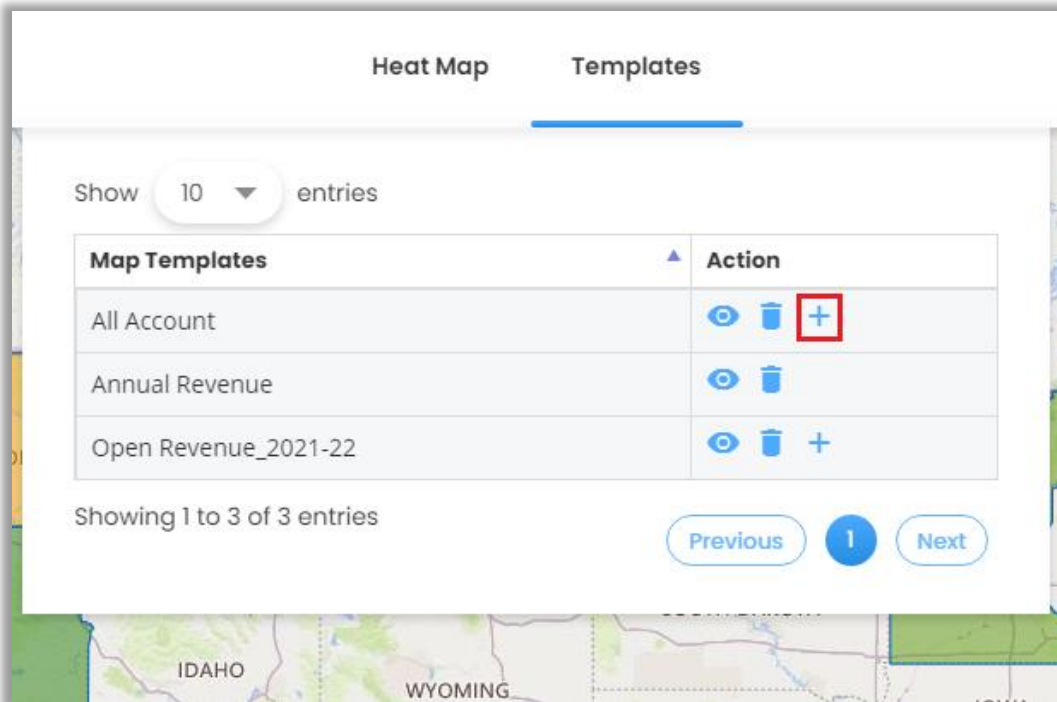 Heat Map Templates
Show 10 entries
Map Templates Action
All Account
Annual Revenue
Open Revenue_2021-22
Showing 1 to 3 of 3 entries
Previous 1 Next
IDAHO
WYOMING